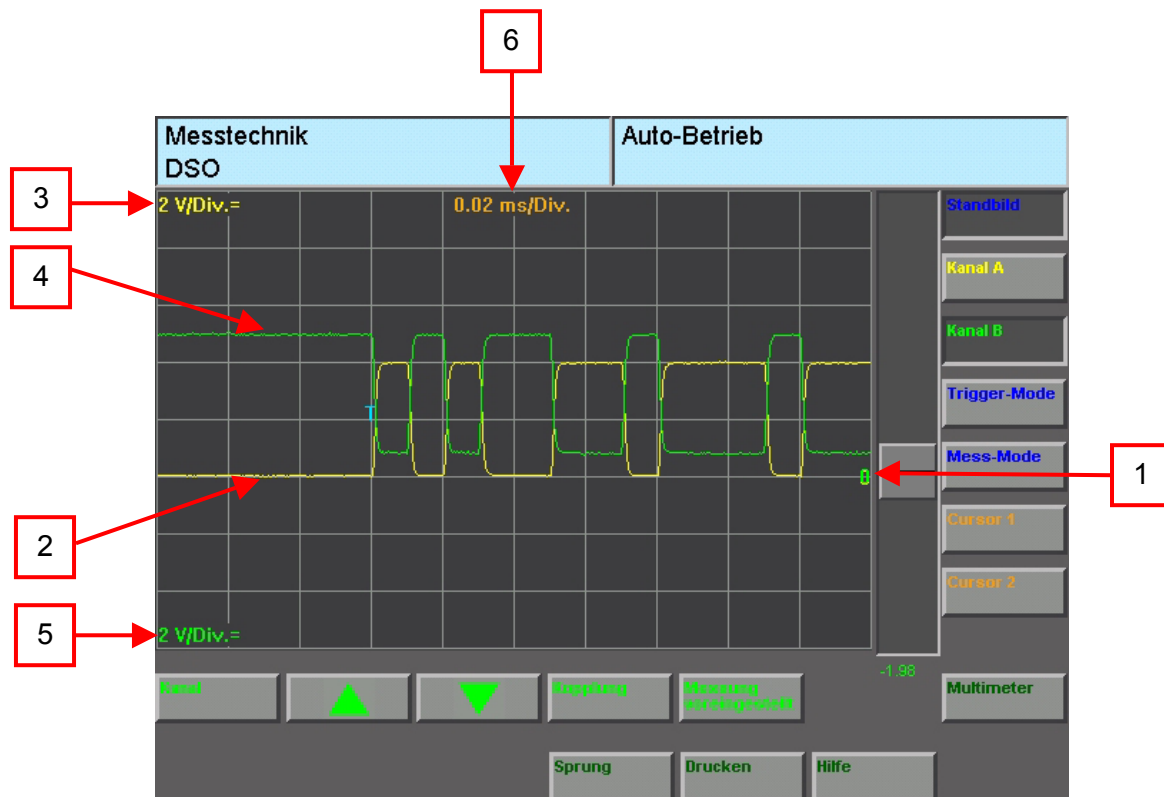 6
Messtechnik
DSO
Auto-Betrieb
3
2 V/Div.=
0.02 ms/Div.
Standbild
4
Kanal A
Kanal B
T
Trigger-Mode
Mess-Mode
0
1
Cursor 1
2
Cursor 2
5
2 V/Div.=
-1.98
Kanal
Kopplung
Messung
voreingestellt
Multimeter
Sprung
Drucken
Hilfe